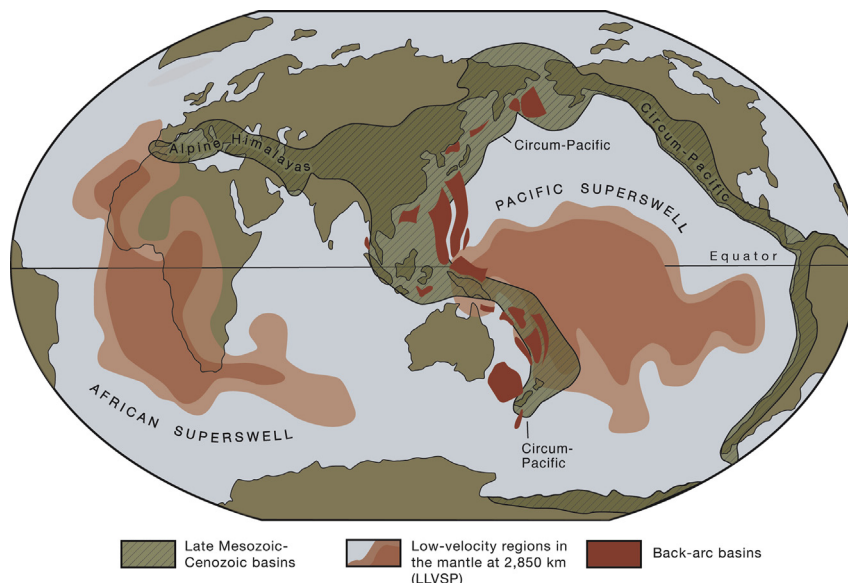 Alpine-Himalayas
Circum-Pacific
Circum-Pacific
PACIFIC SUPERSWELL
Equator
AFRICAN SUPERSWELL
Circum-
Pacific
Late Mesozoic-
Cenozoic basins
Low-velocity regions in
the mantle at 2,850 km
(LLVSP)
Back-arc basins